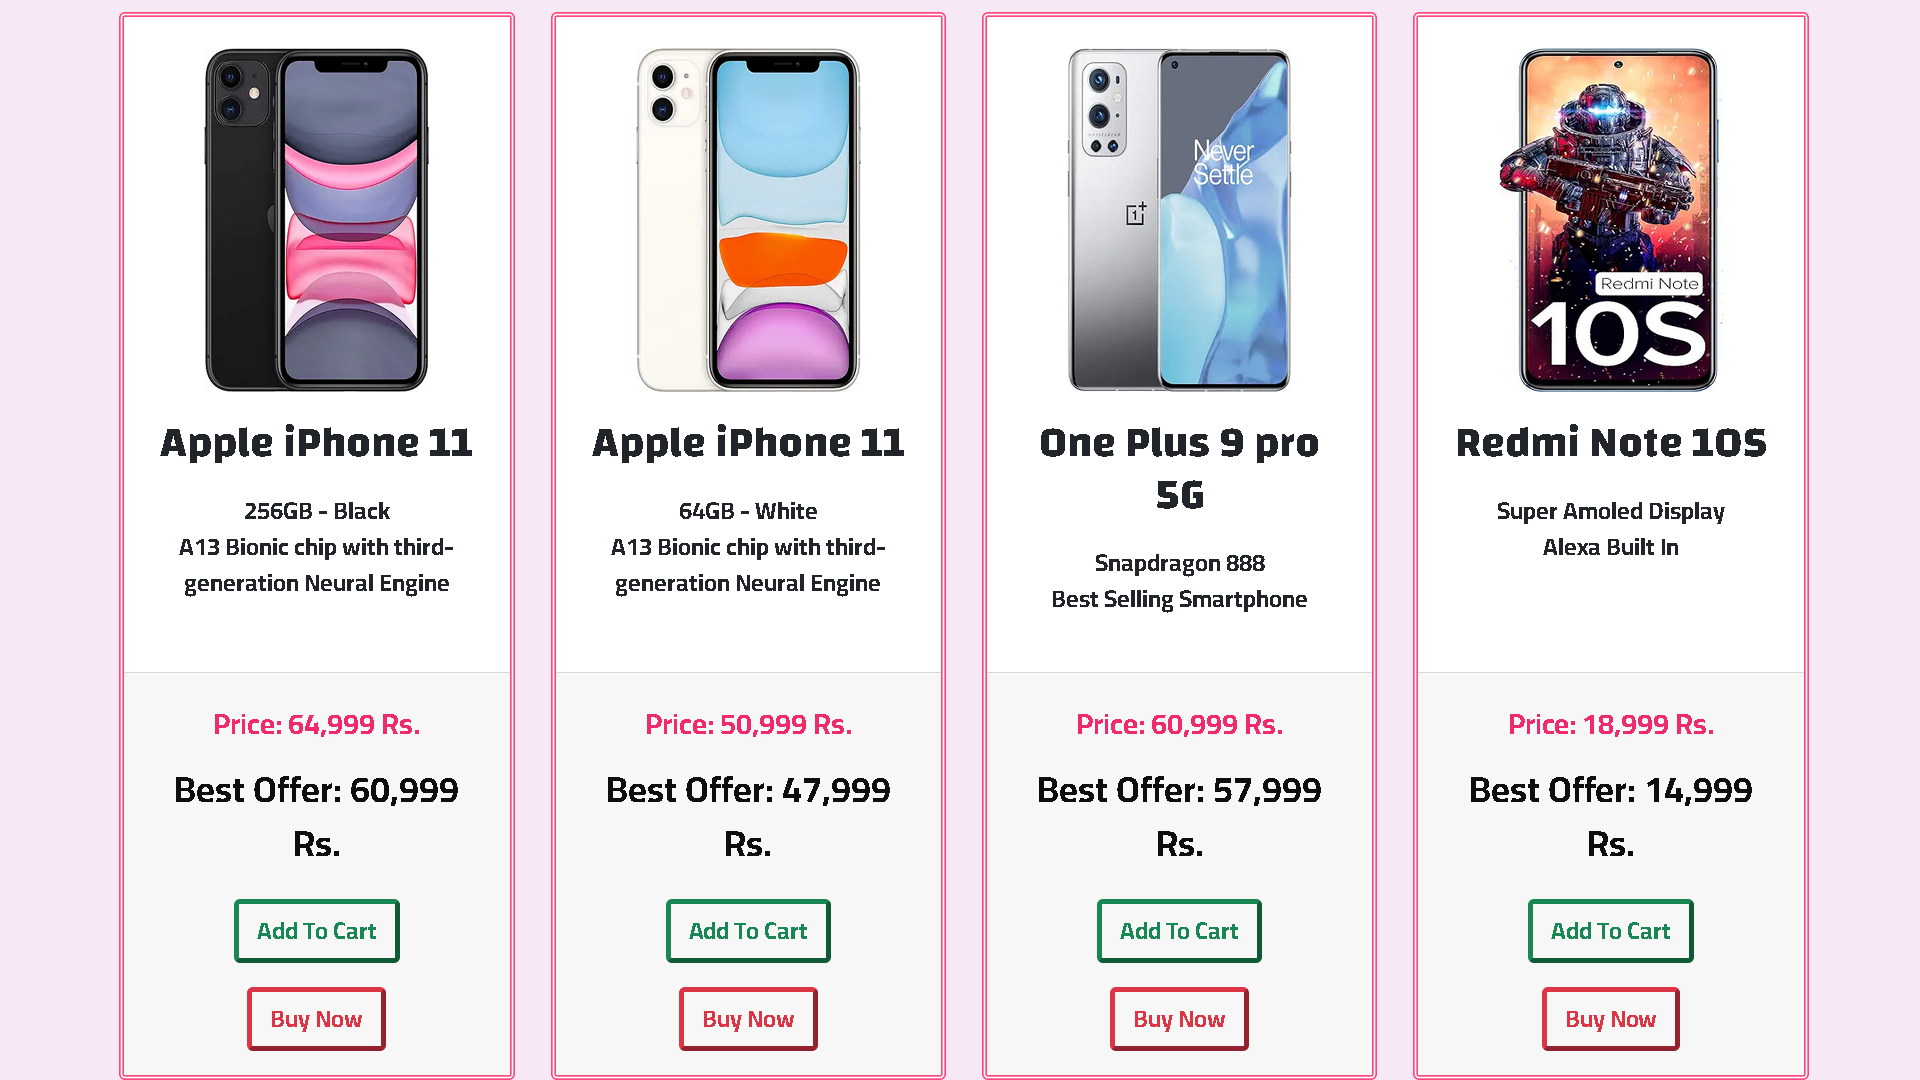 Apple iPhone 11
256GB - Black
A13 Bionic chip with third-
generation Neural Engine
Price: 64,999 Rs.
Best Offer: 60,999
Rs.
Add To Cart
Buy Now
Apple iPhone 11
64GB - White
A13 Bionic chip with third-
generation Neural Engine
Price: 50,999 Rs.
Best Offer: 47,999
Rs.
Add To Cart
Buy Now
HASSELBLAD
Never
Settle
One Plus 9 pro
5G
Snapdragon 888
Best Selling Smartphone
Price: 60,999 Rs.
Best Offer: 57,999
Rs.
Add To Cart
Buy Now
Redmi Note
10S
Redmi Note 10S
Super Amoled Display
Alexa Built In
Price: 18,999 Rs.
Best Offer: 14,999
Rs.
Add To Cart
Buy Now